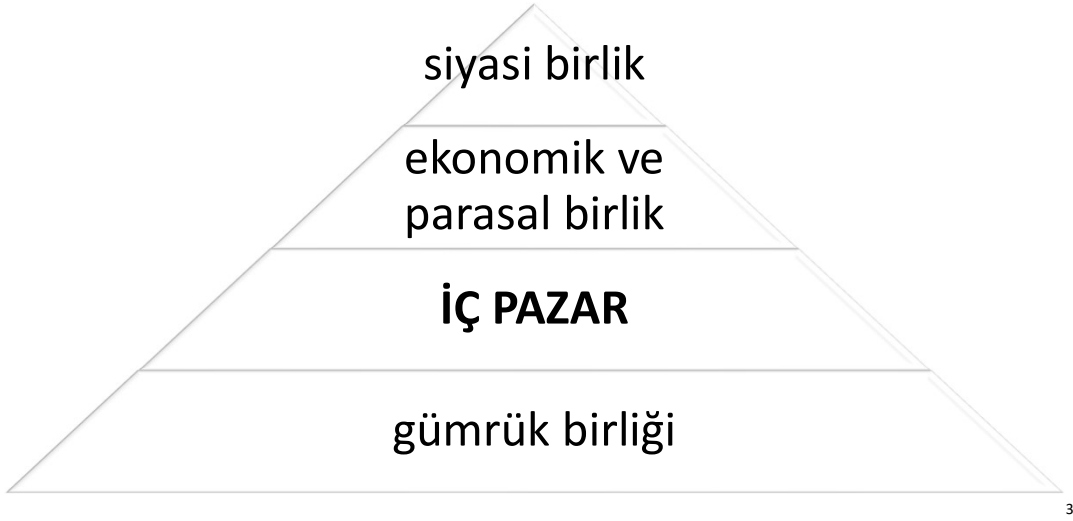 siyasi birlik
ekonomik ve
parasal birlik
İÇ PAZAR
gümrük birliği
3